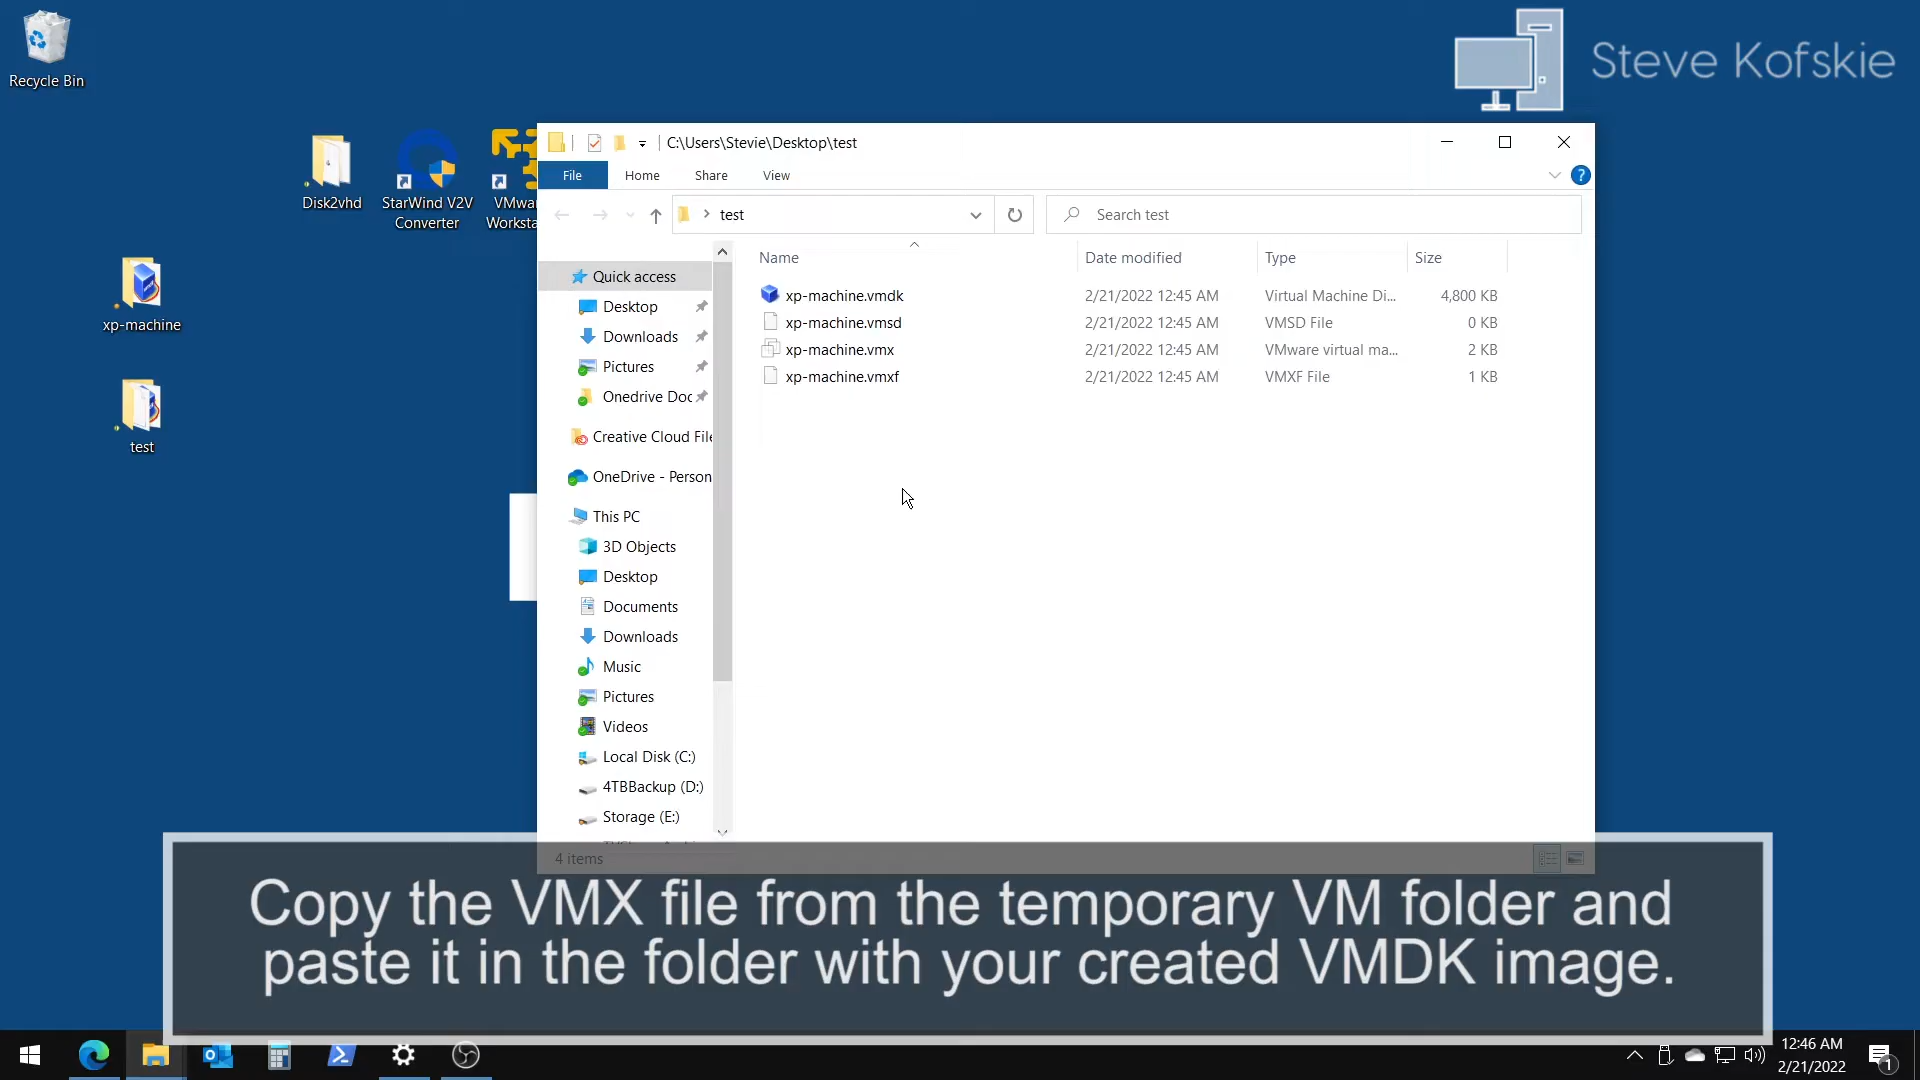 Recycle Bin
Steve Kofskie
Disk2vhd
StarWind V2V
Converter
VMwar
Worksta
xp-machine
test
C:\Users\Stevie\Desktop\test
File Home Share View
?
test
Search test
Name Date modified Type Size
xp-machine.vmdk 2/21/2022 12:45 AM Virtual Machine Di... 4,800 KB
xp-machine.vmsd 2/21/2022 12:45 AM VMSD File 0 KB
xp-machine.vmx 2/21/2022 12:45 AM VMware virtual ma... 2 KB
xp-machine.vmxf 2/21/2022 12:45 AM VMXF File 1 KB
Quick access
Desktop
Downloads
Pictures
Onedrive Doc
Creative Cloud File
OneDrive - Person
This PC
3D Objects
Desktop
Documents
Downloads
Music
Pictures
Videos
Local Disk (C:)
4TBBackup (D:)
Storage (E:)
4 items
Copy the VMX file from the temporary VM folder and
paste it in the folder with your created VMDK image.
12:46 AM
2/21/2022
1